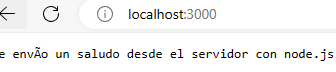 localhost:3000
e envÃo un saludo desde el servidor con node.js